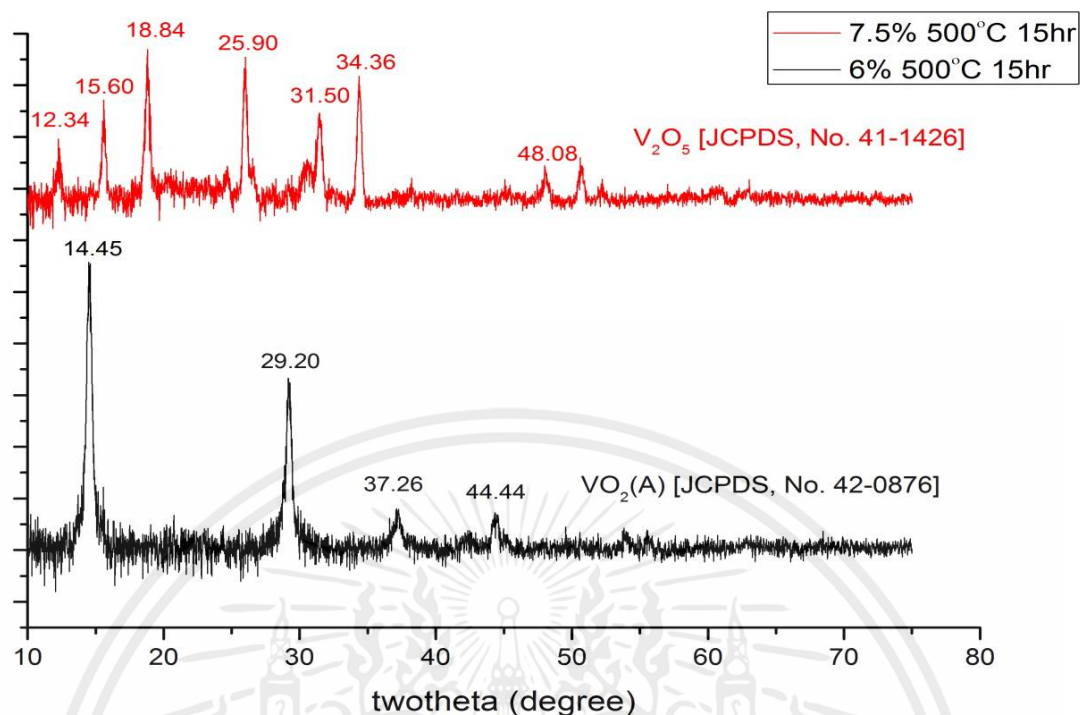 7.5% 500°C 15hr
6% 500°C 15hr
12.34
15.60
18.84
25.90
31.50
34.36
48.08
V₂O₅ [JCPDS, No. 41-1426]
14.45
29.20
37.26
44.44
VO₂(A) [JCPDS, No. 42-0876]
10 20 30 40 50 60 70 80
twotheta (degree)